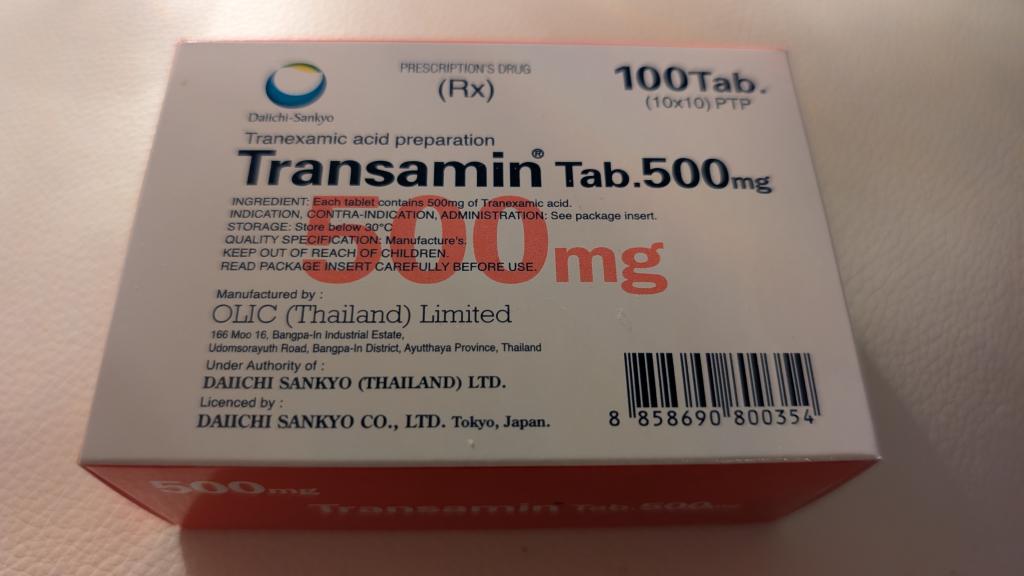 Daiichi-Sankyo
PRESCRIPTION'S DRUG
(Rx)
100Tab.
(10x10) PTP
Tranexamic acid preparation
Transamin® Tab.500mg
500mg
INGREDIENT: Each tablet contains 500mg of Tranexamic acid.
INDICATION, CONTRA-INDICATION, ADMINISTRATION: See package insert.
STORAGE: Store below 30°C
QUALITY SPECIFICATION: Manufacture's.
KEEP OUT OF REACH OF CHILDREN.
READ PACKAGE INSERT CAREFULLY BEFORE USE.
Manufactured by :
OLIC (Thailand) Limited
166 Moo 16, Bangpa-In Industrial Estate,
Udomsorayuth Road, Bangpa-In District, Ayutthaya Province, Thailand
Under Authority of :
DAIICHI SANKYO (THAILAND) LTD.
Licenced by :
DAIICHI SANKYO CO., LTD. Tokyo, Japan.
8 858690 800354
500mg
Transamin® Tab.500mg